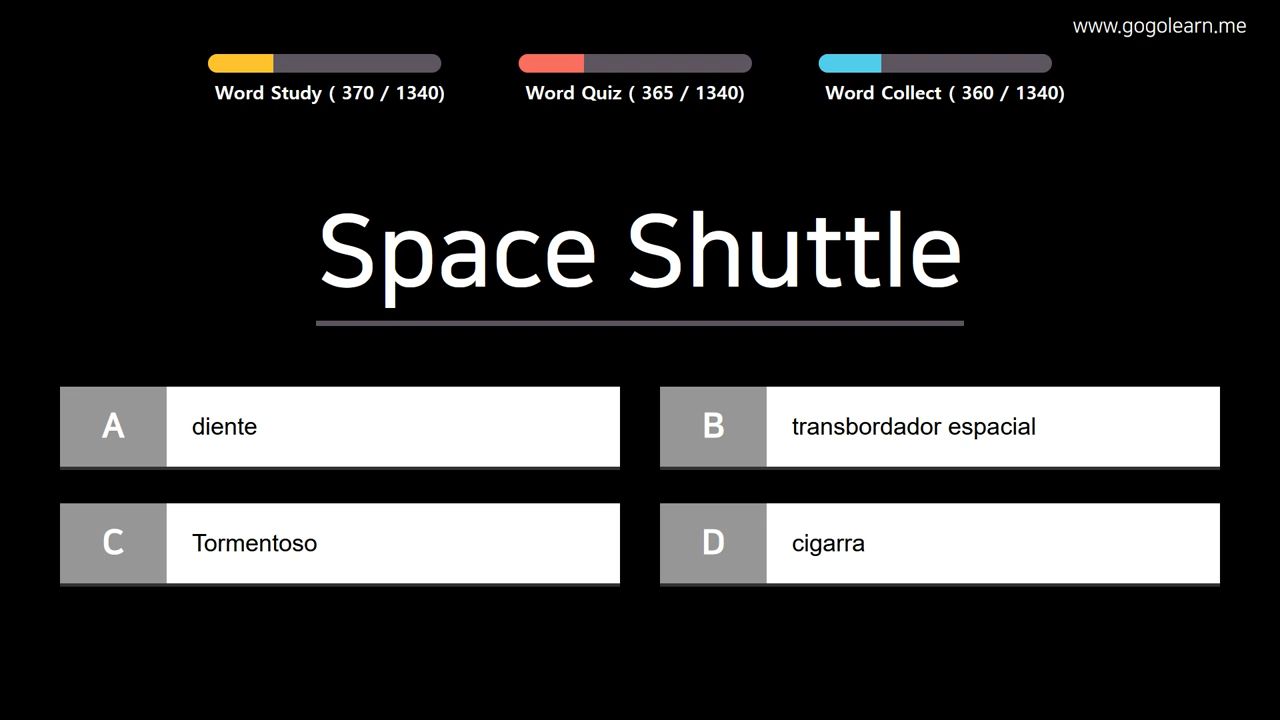 www.gogolearn.me
Word Study ( 370 / 1340)
Word Quiz ( 365 / 1340)
Word Collect ( 360 / 1340)
Space Shuttle
A diente
B transbordador espacial
C Tormentoso
D cigarra